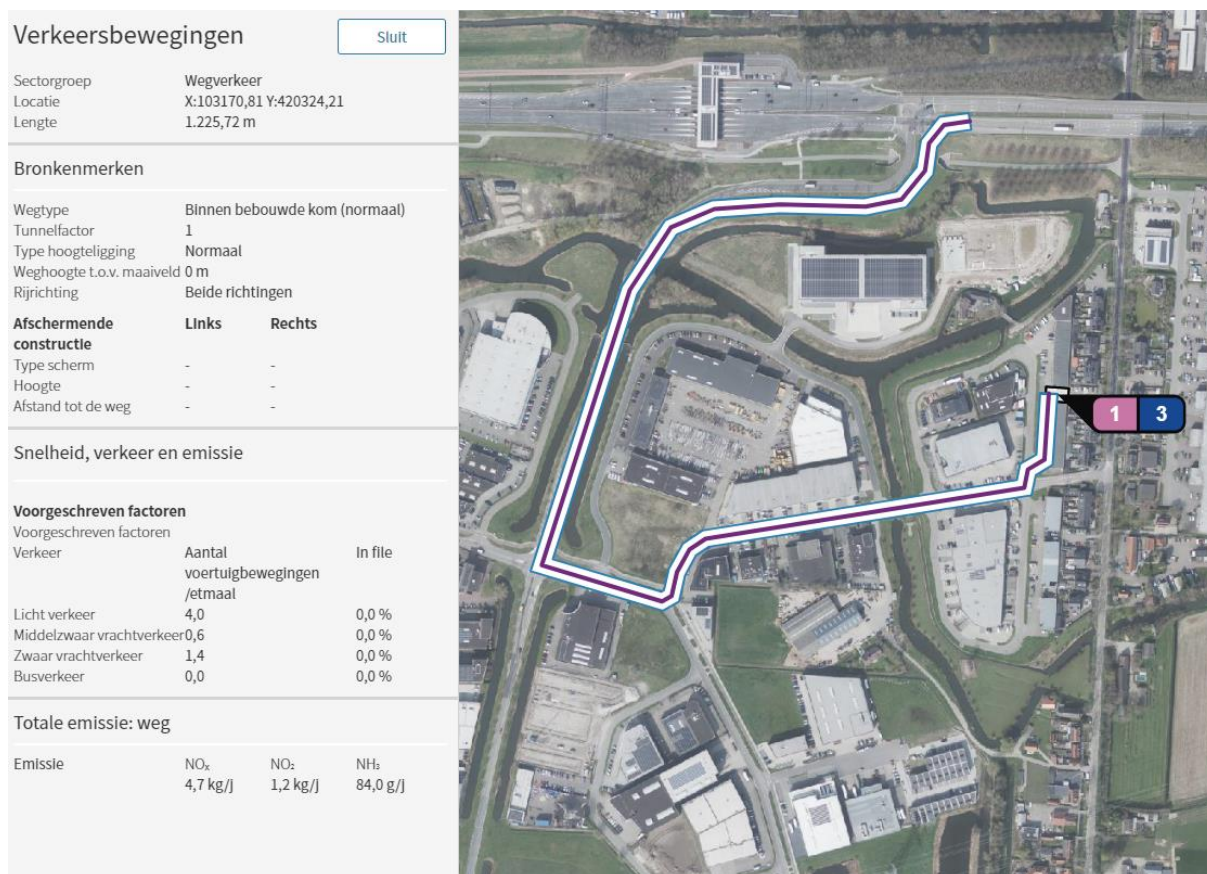 Verkeersbewegingen
Sluit
Sectorgroep Wegverkeer
Locatie X:103170,81 Y:420324,21
Lengte 1.225,72 m
Bronkenmerken
Wegtype Binnen bebouwde kom (normaal)
Tunnelfactor 1
Type hoogteligging Normaal
Weghoogte t.o.v. maaiveld 0 m
Rijrichting Beide richtingen
Afschermende Links Rechts
constructie
Type scherm - -
Hoogte - -
Afstand tot de weg - -
Snelheid, verkeer en emissie
Voorgeschreven factoren
Voorgeschreven factoren
Verkeer Aantal In file
voertuigbewegingen
/etmaal
Licht verkeer 4,0 0,0 %
Middelzwaar vrachtverkeer 0,6 0,0 %
Zwaar vrachtverkeer 1,4 0,0 %
Busverkeer 0,0 0,0 %
Totale emissie: weg
Emissie NOₓ NO₂ NH₃
4,7 kg/j 1,2 kg/j 84,0 g/j
1 3